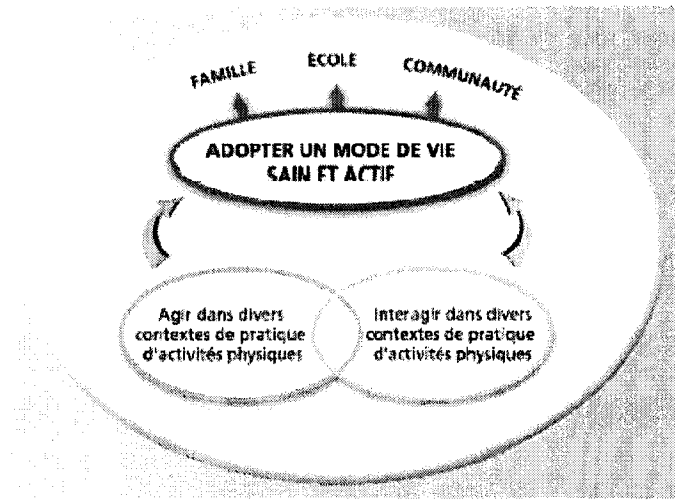 FAMILLE
ÉCOLE
COMMUNAUTÉ
ADOPTER UN MODE DE VIE
SAIN ET ACTIF
Agir dans divers
contextes de pratique
d'activités physiques
Interagir dans divers
contextes de pratique
d'activités physiques